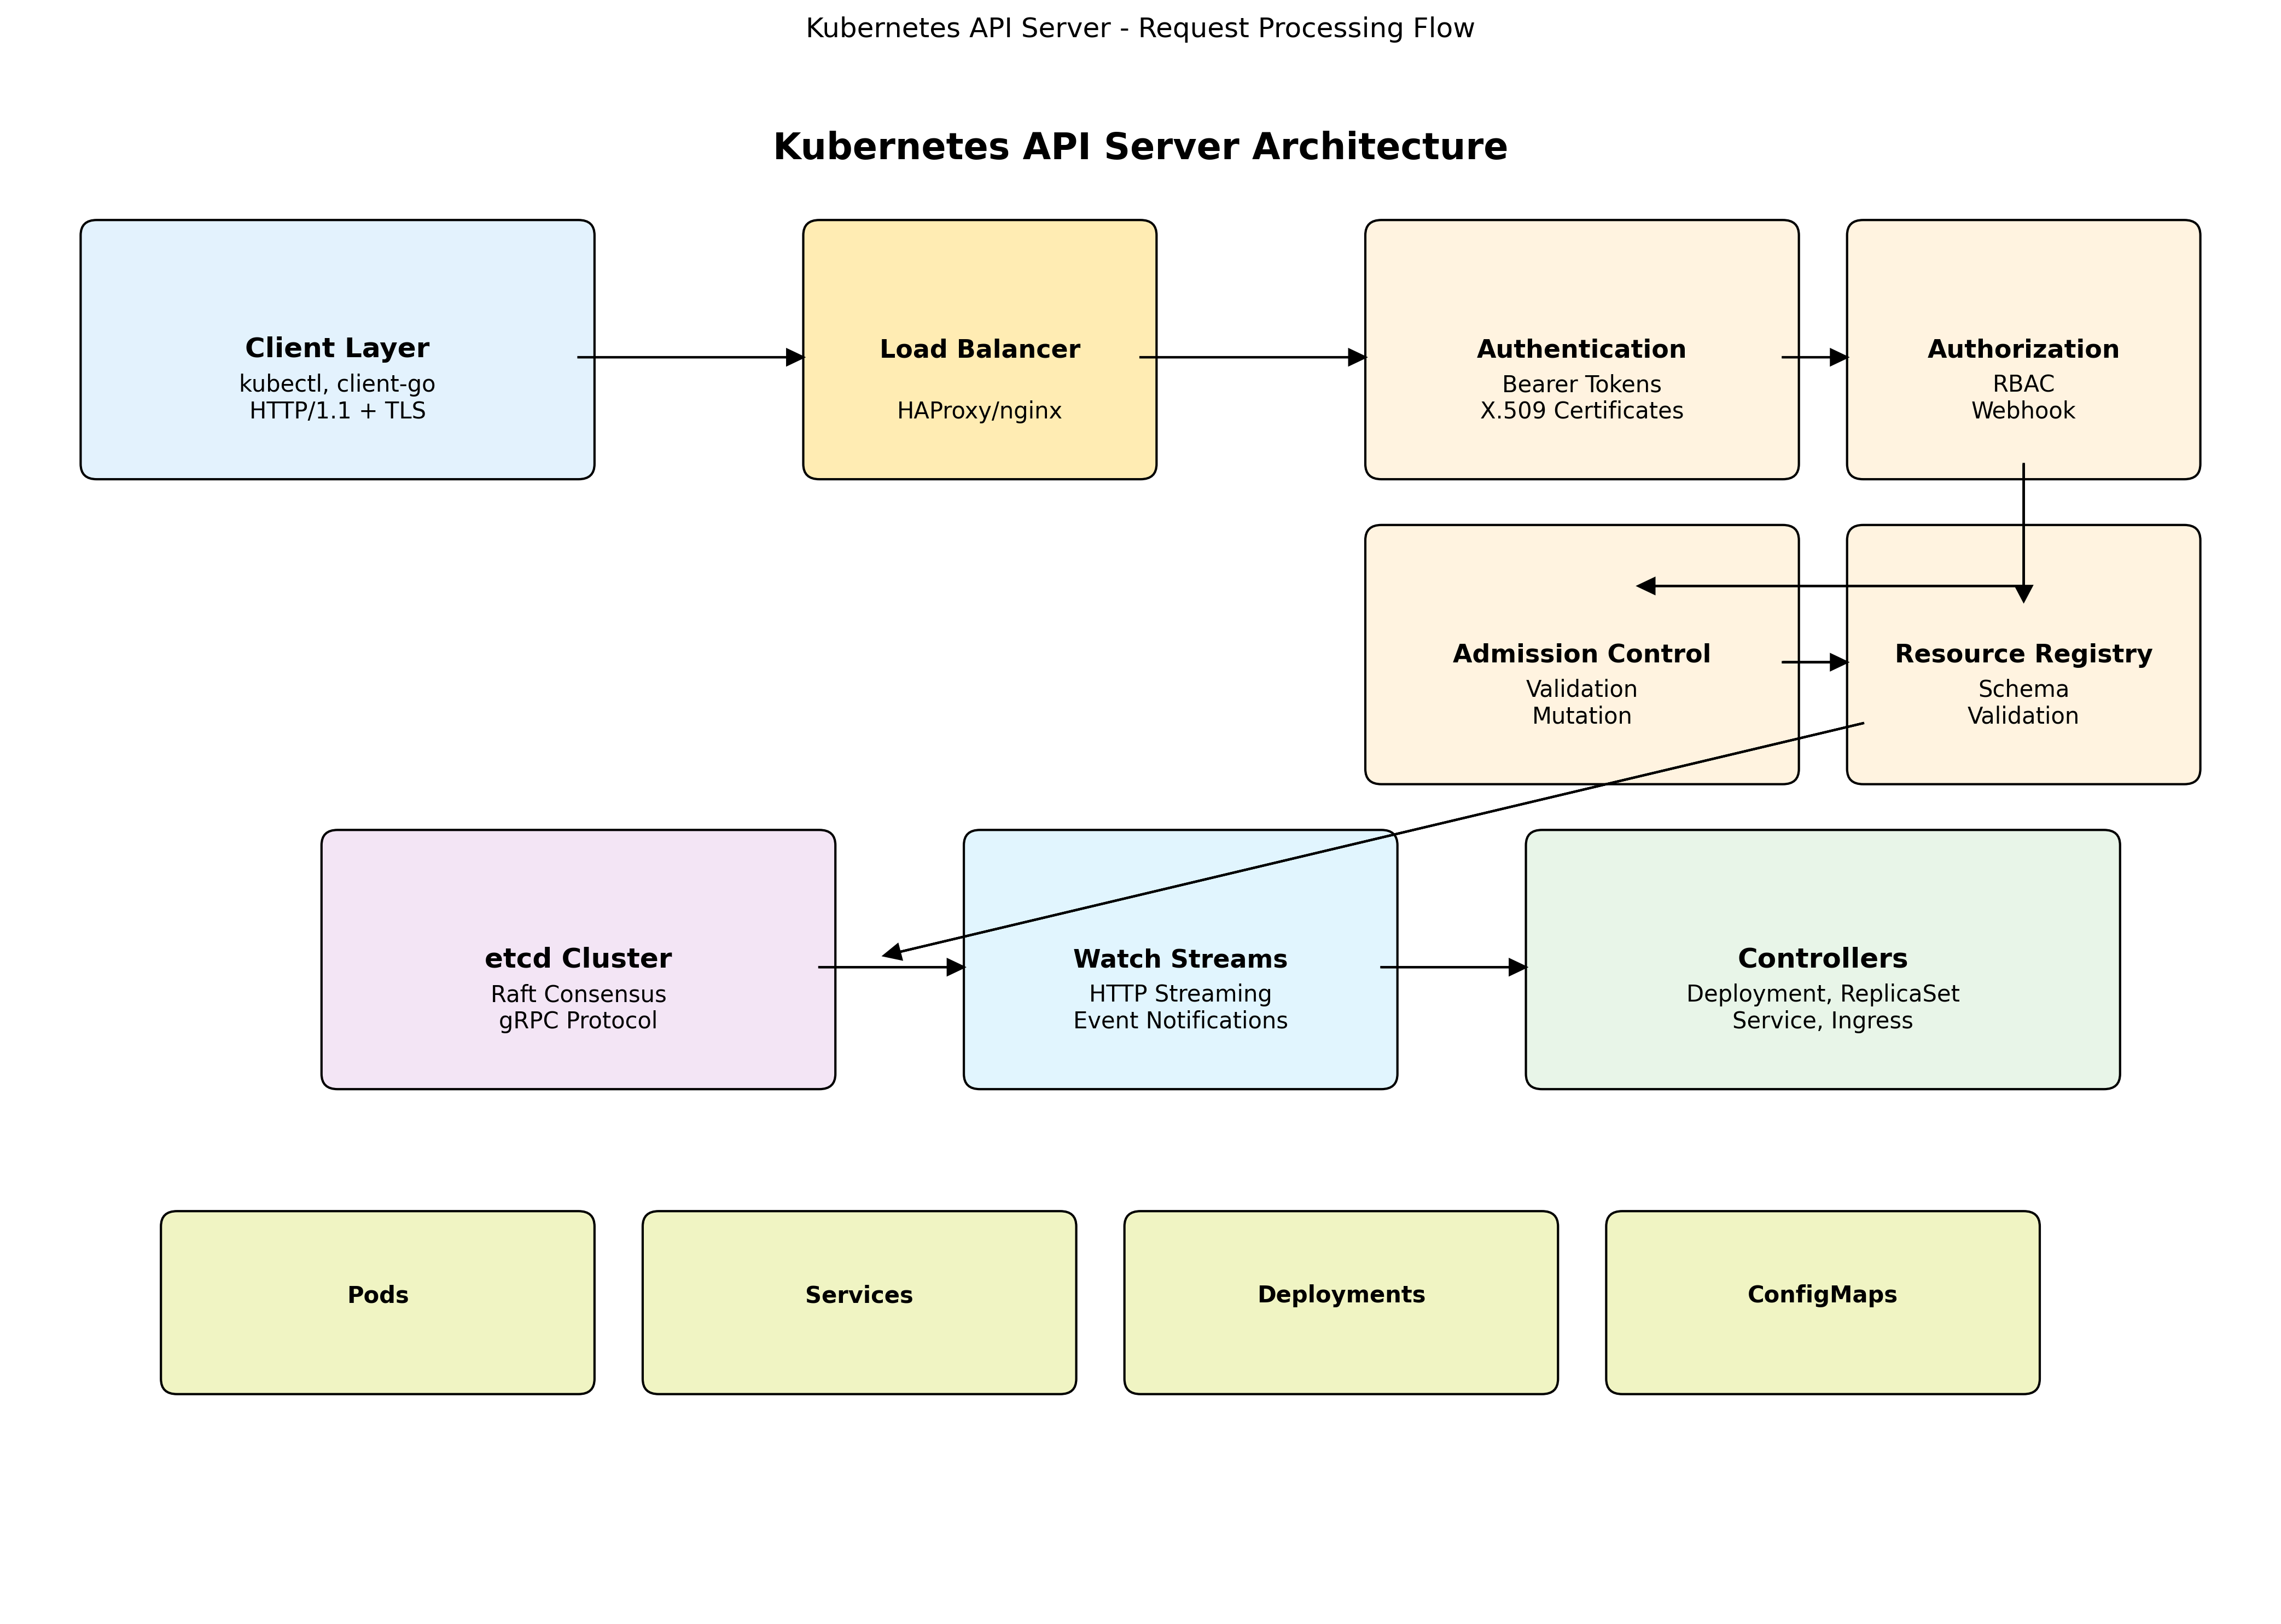 Kubernetes API Server - Request Processing Flow
Kubernetes API Server Architecture
Client Layer
kubectl, client-go
HTTP/1.1 + TLS
Load Balancer
HAProxy/nginx
Authentication
Bearer Tokens
X.509 Certificates
Authorization
RBAC
Webhook
Admission Control
Validation
Mutation
Resource Registry
Schema
Validation
etcd Cluster
Raft Consensus
gRPC Protocol
Watch Streams
HTTP Streaming
Event Notifications
Controllers
Deployment, ReplicaSet
Service, Ingress
Pods
Services
Deployments
ConfigMaps